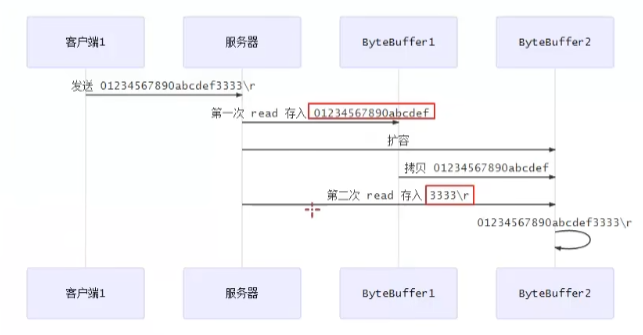 客户端1
服务器
ByteBuffer1
ByteBuffer2
发送 01234567890abcdef3333\r
第一次 read 存入 01234567890abcdef
扩容
拷贝 01234567890abcdef
第二次 read 存入 3333\r
01234567890abcdef3333\r
客户端1
服务器
ByteBuffer1
ByteBuffer2